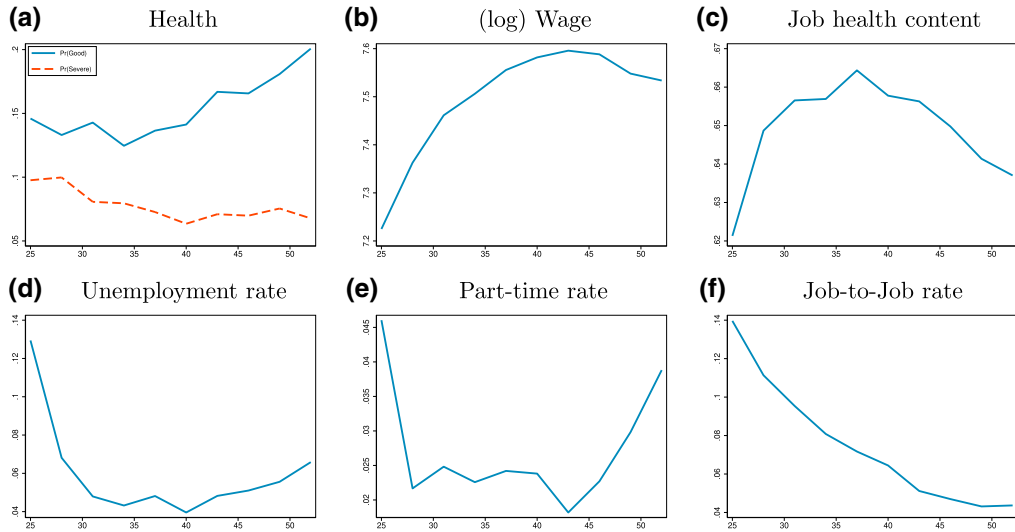 (a) Health
.2
.15
.1
.05
Pr(Good)
Pr(Severe)
25 30 35 40 45 50
(b) (log) Wage
7.6
7.5
7.4
7.3
7.2
25 30 35 40 45 50
(c) Job health content
.67
.66
.65
.64
.63
.62
25 30 35 40 45 50
(d) Unemployment rate
.14
.12
.1
.08
.06
.04
25 30 35 40 45 50
(e) Part-time rate
.045
.04
.035
.03
.025
.02
25 30 35 40 45 50
(f) Job-to-Job rate
.14
.12
.1
.08
.06
.04
25 30 35 40 45 50